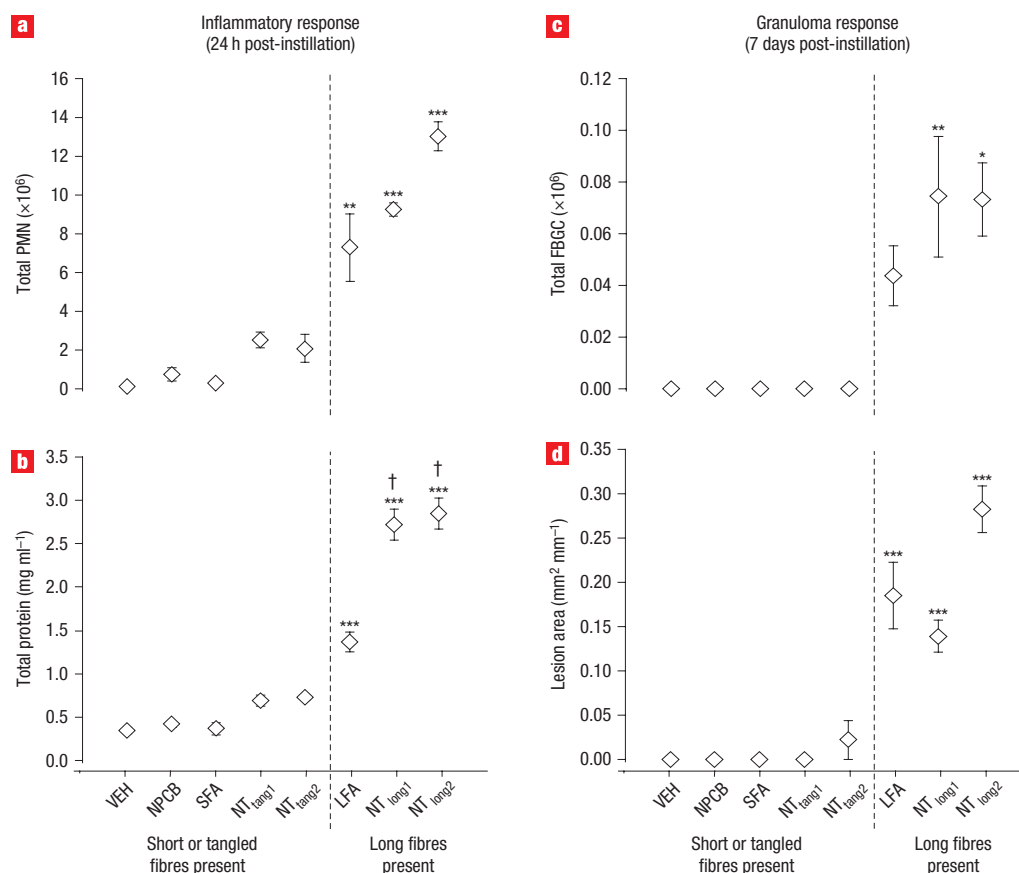 a
Inflammatory response
(24 h post-instillation)
Total PMN (×10⁶)
16
14
12
10
8
6
4
2
0
**
***
***
b
Total protein (mg ml⁻¹)
3.5
3.0
2.5
2.0
1.5
1.0
0.5
0.0
***
†
***
†
***
VEH
NPCB
SFA
NTtang1
NTtang2
LFA
NTlong1
NTlong2
Short or tangled
fibres present
Long fibres
present
c
Granuloma response
(7 days post-instillation)
Total FBGC (×10⁶)
0.12
0.10
0.08
0.06
0.04
0.02
0.00
**
*
d
Lesion area (mm² mm⁻¹)
0.35
0.30
0.25
0.20
0.15
0.10
0.05
0.00
***
***
***
VEH
NPCB
SFA
NTtang1
NTtang2
LFA
NTlong1
NTlong2
Short or tangled
fibres present
Long fibres
present